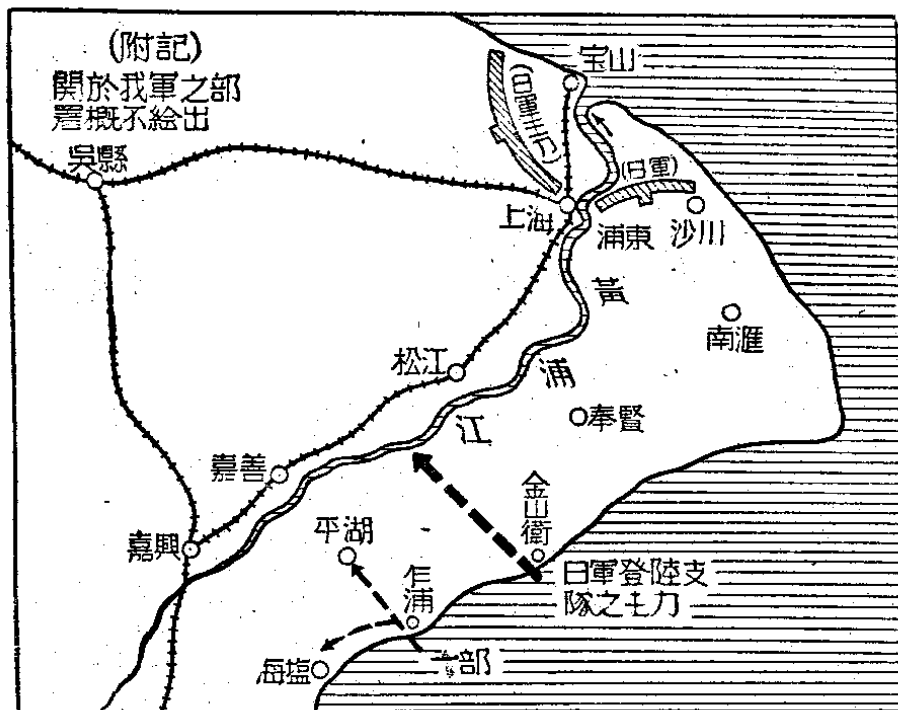 (附記)
関於我軍之部
署概不絵出
吳縣
宝山
(日軍主力)
(日軍)
上海
浦東
沙川
黃浦江
南滙
松江
奉賢
嘉善
金山衛
嘉興
平湖
乍浦
日軍登陸支
隊之主力
一部
海塩